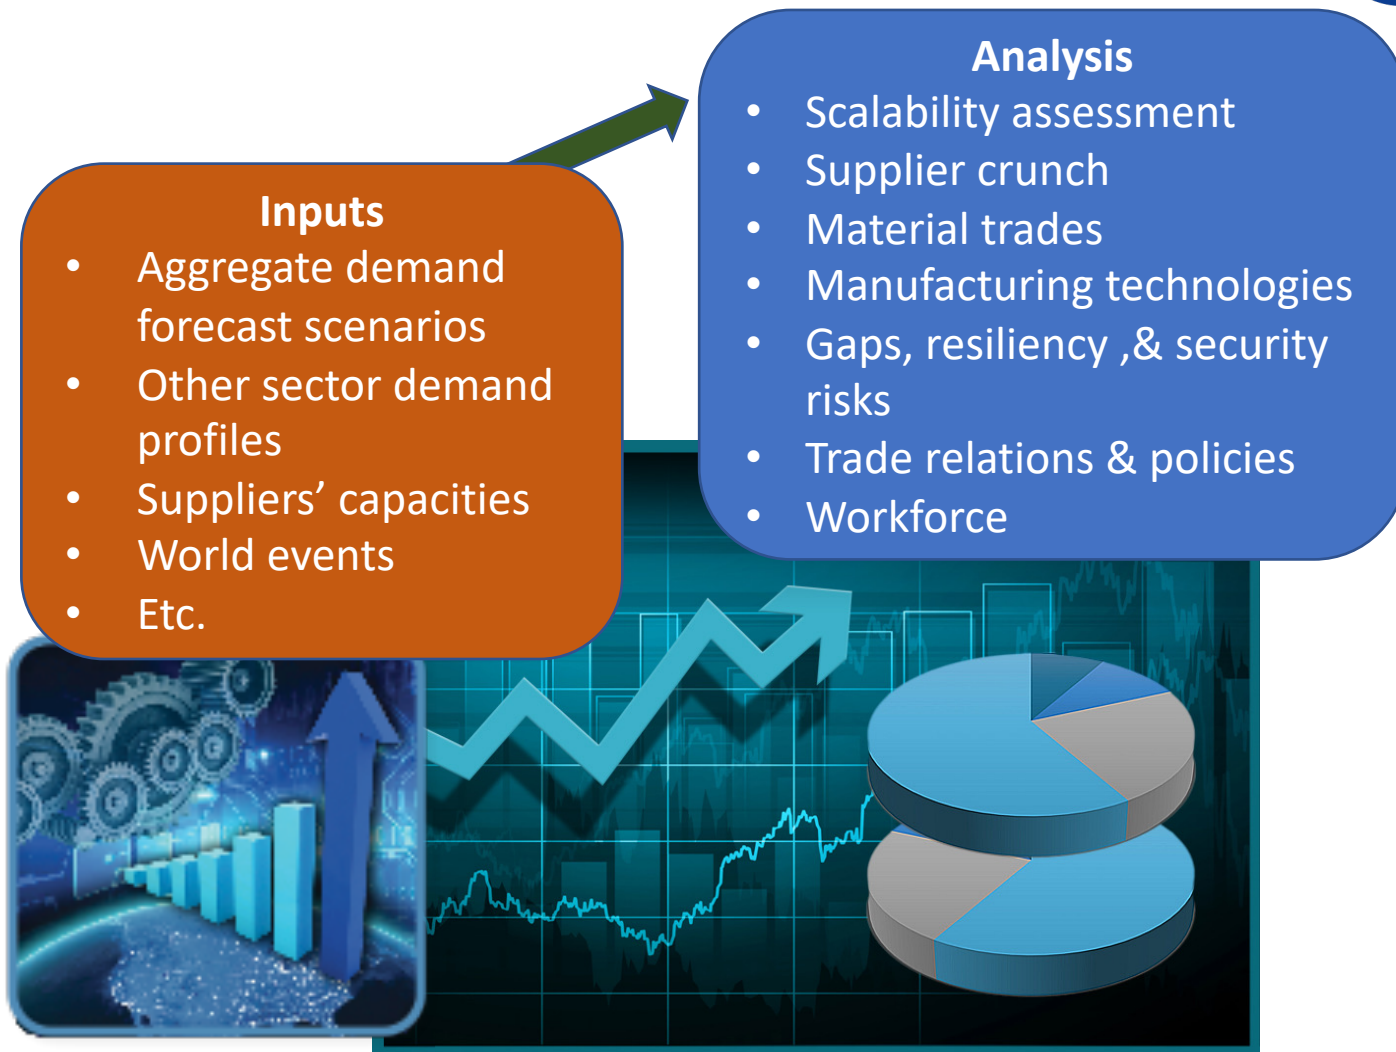 Inputs
• Aggregate demand
forecast scenarios
• Other sector demand
profiles
• Suppliers’ capacities
• World events
• Etc.
Analysis
• Scalability assessment
• Supplier crunch
• Material trades
• Manufacturing technologies
• Gaps, resiliency ,& security
risks
• Trade relations & policies
• Workforce